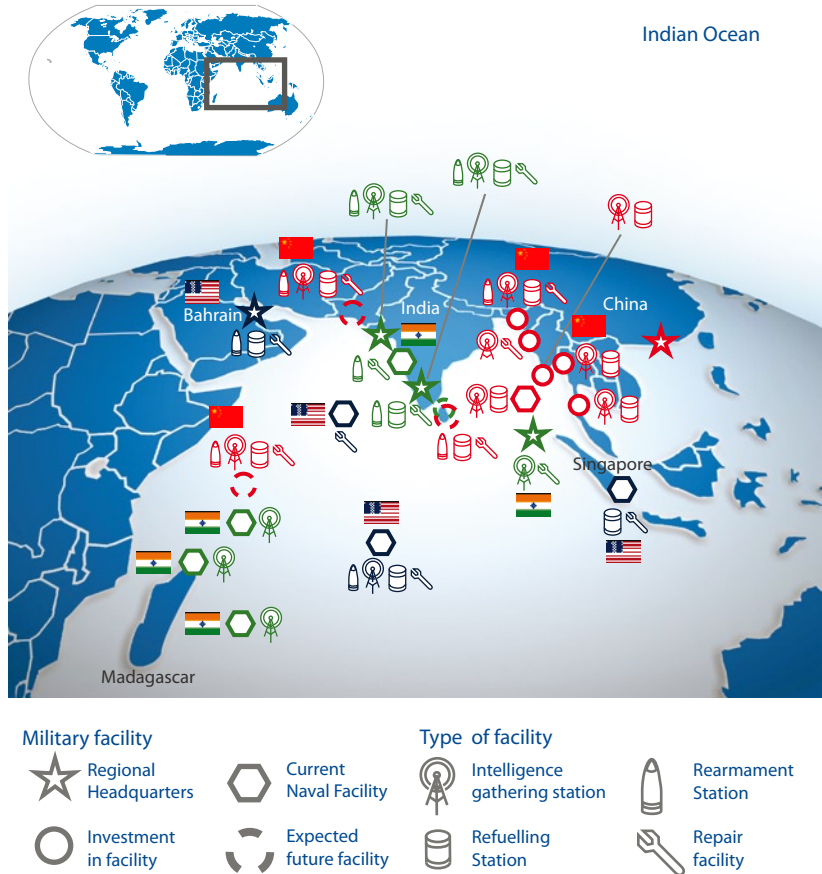 Indian Ocean
India
China
Bahrain
Singapore
Madagascar
Military facility
Type of facility
Regional
Headquarters
Current
Naval Facility
Intelligence
gathering station
Rearmament
Station
Investment
in facility
Expected
future facility
Refuelling
Station
Repair
facility